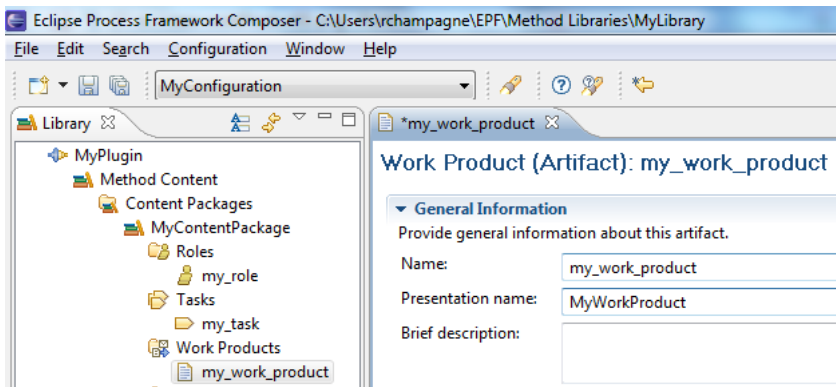 Eclipse Process Framework Composer - C:\Users\rchampagne\EPF\Method Libraries\MyLibrary
File Edit Search Configuration Window Help
MyConfiguration
Library
*my_work_product
MyPlugin
Method Content
Content Packages
MyContentPackage
Roles
my_role
Tasks
my_task
Work Products
my_work_product
Work Product (Artifact): my_work_product
General Information
Provide general information about this artifact.
Name: my_work_product
Presentation name: MyWorkProduct
Brief description: